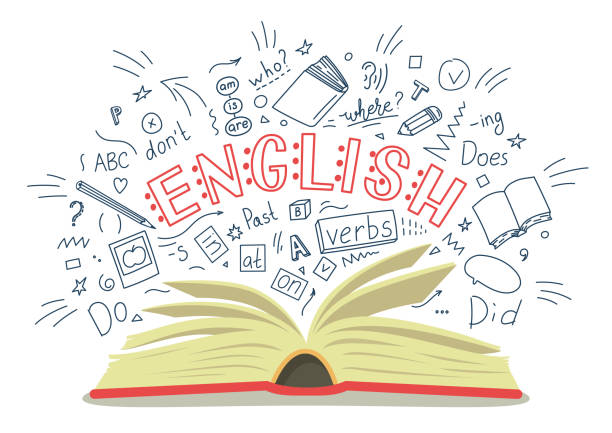 am
is
are
who?
where?
P
T
-ing
ABC
don't
ENGLISH
Does
?
( )
Past
B
verbs
-s
at
A
on
Do
...
Did